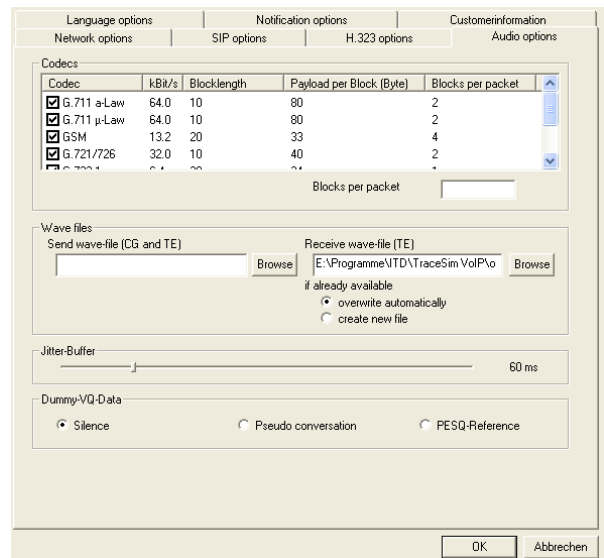 Language options Notification options Customerinformation
Network options SIP options H.323 options Audio options
Codecs
Codec kBit/s Blocklength Payload per Block (Byte) Blocks per packet
G.711 a-Law 64.0 10 80 2
G.711 µ-Law 64.0 10 80 2
GSM 13.2 20 33 4
G.721/726 32.0 10 40 2
Blocks per packet
Wave files
Send wave-file (CG and TE) Receive wave-file (TE)
Browse E:\Programme\ITD\TraceSim VoIP\o Browse
if already available
overwrite automatically
create new file
Jitter-Buffer
60 ms
Dummy-VQ-Data
Silence Pseudo conversation PESQ-Reference
OK Abbrechen